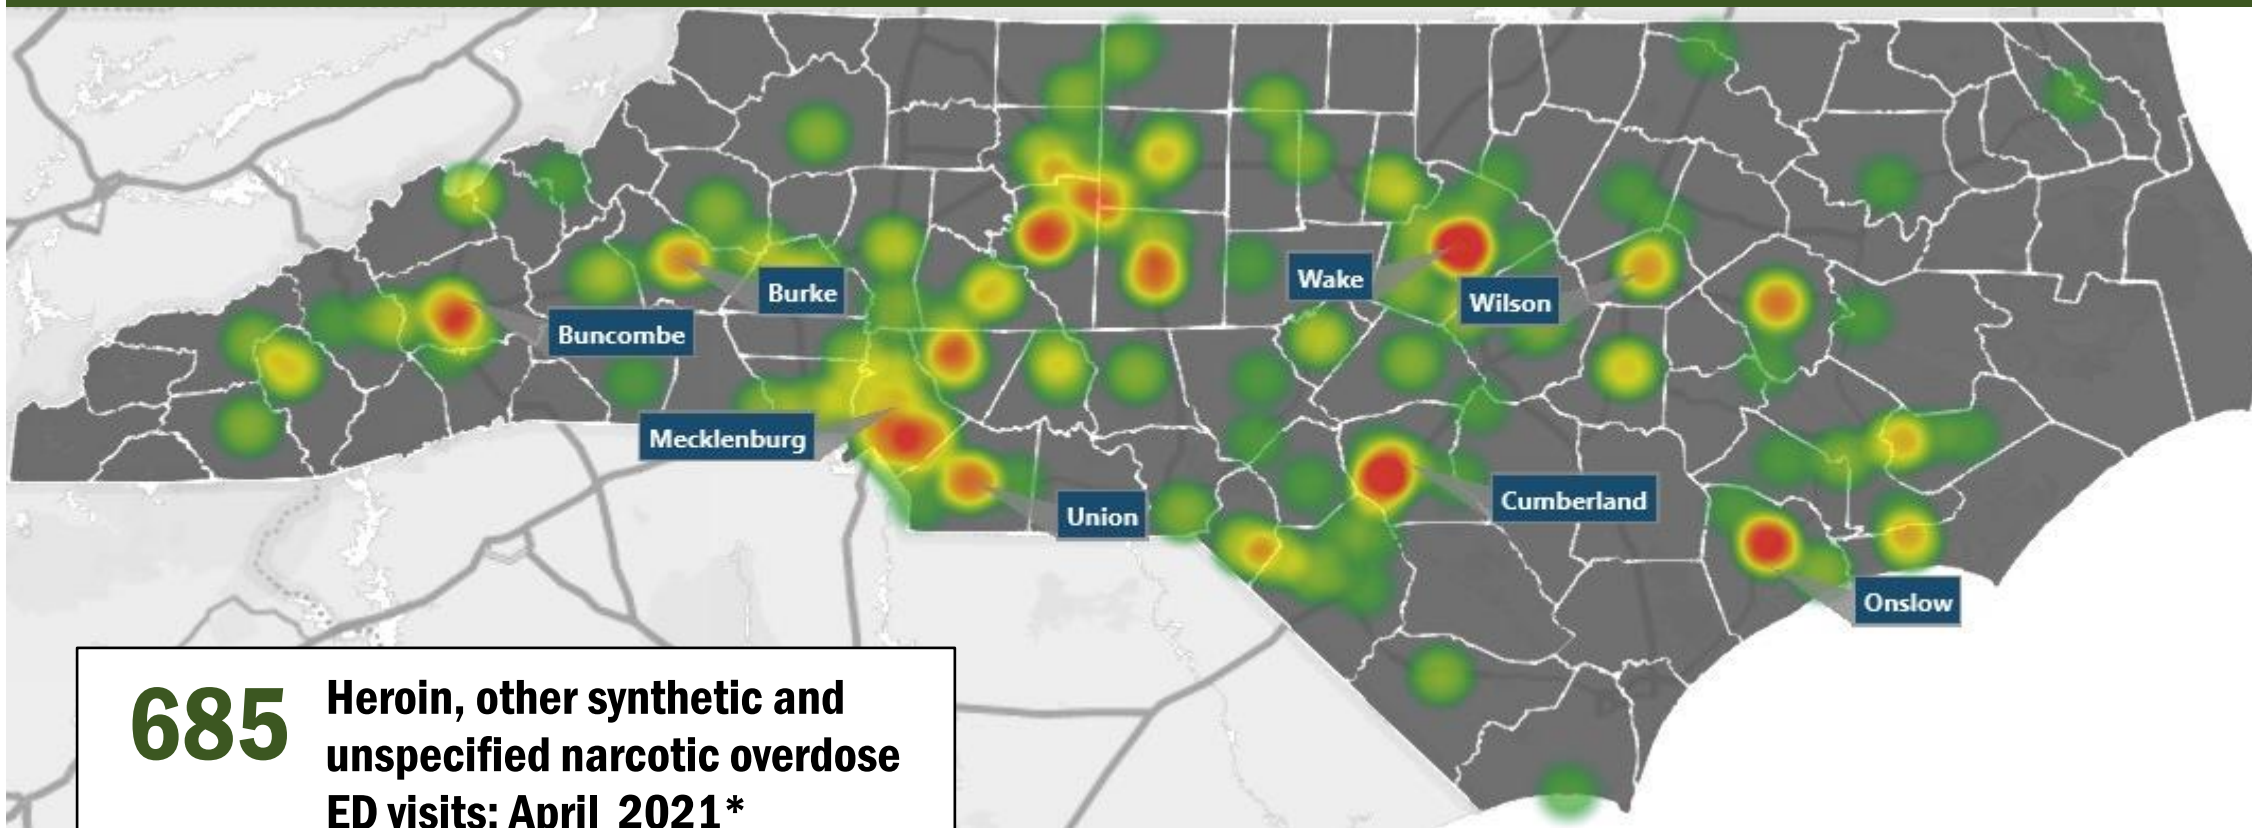 Burke
Wake
Wilson
Buncombe
Mecklenburg
Union
Cumberland
Onslow
685
Heroin, other synthetic and
unspecified narcotic overdose
ED visits: April 2021*